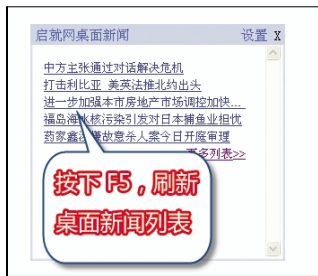 启就网桌面新闻 设置 X
中方主张通过对话解决危机
打击利比亚 美英法推北约出头
进一步加强本市房地产市场调控加快...
福岛海水核污染引发对日本捕鱼业担忧
药家鑫涉嫌故意杀人案今日开庭审理
更多列表>>
按下F5，刷新
桌面新闻列表